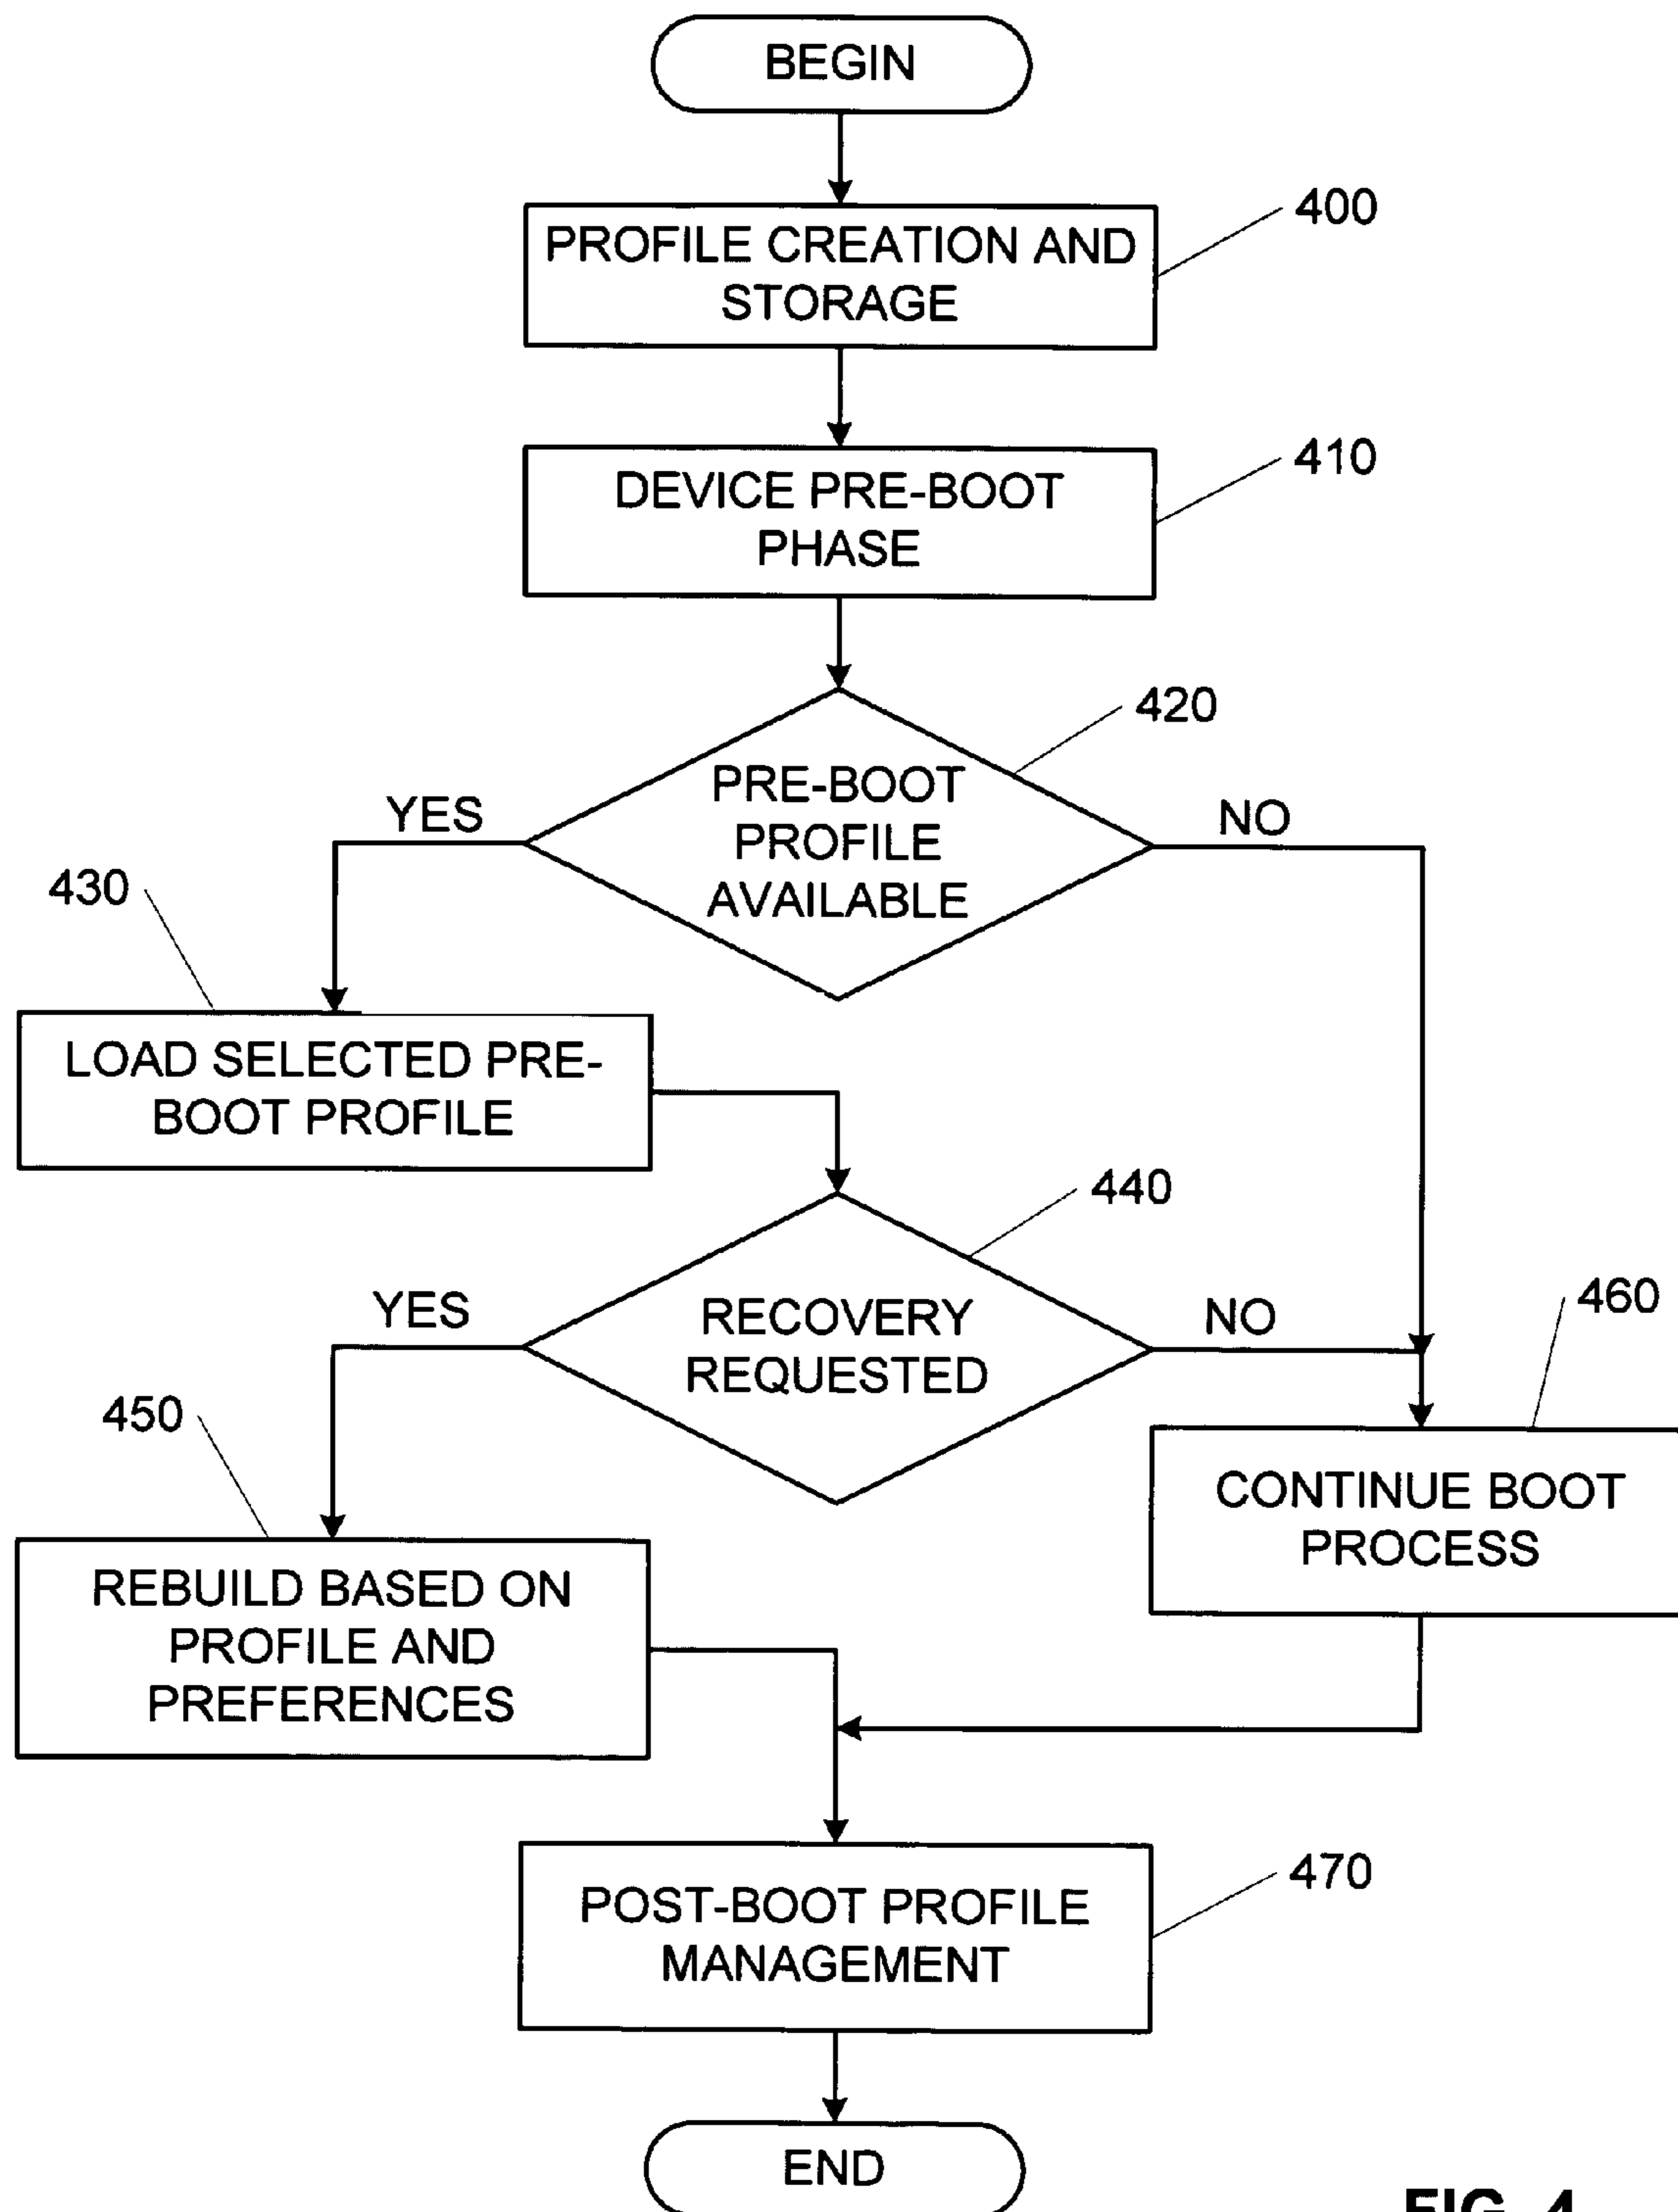 BEGIN
400
PROFILE CREATION AND
STORAGE
410
DEVICE PRE-BOOT
PHASE
420
PRE-BOOT
PROFILE
AVAILABLE
YES
NO
430
LOAD SELECTED PRE-
BOOT PROFILE
440
RECOVERY
REQUESTED
YES
NO
460
450
CONTINUE BOOT
PROCESS
REBUILD BASED ON
PROFILE AND
PREFERENCES
470
POST-BOOT PROFILE
MANAGEMENT
END
FIG. 4